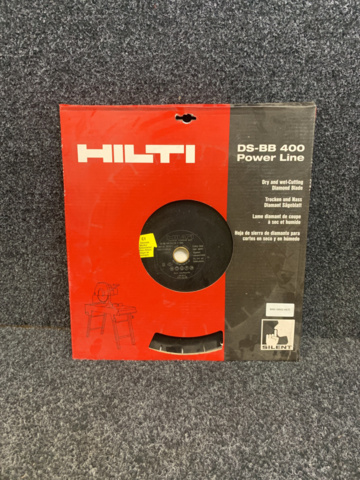 HILTI
DS-BB 400
Power Line
Dry and wet-Cutting
Diamond Blade
Trocken und Nass
Diamant Sägeblatt
Lame diamant de coupe
à sec et humide
Hoja de sierra de diamante para
cortes en seco y en húmedo
SILENT